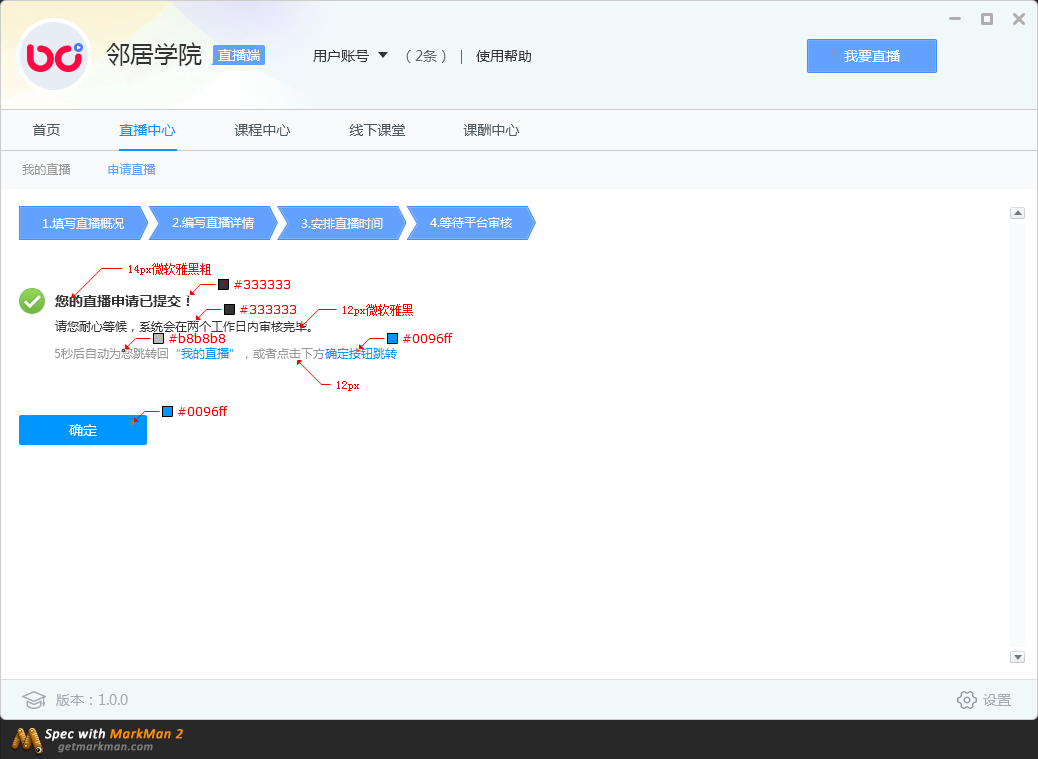 bci
邻居学院 直播端 用户账号 （2条） | 使用帮助 我要直播
首页 直播中心 课程中心 线下课堂 课酬中心
我的直播 申请直播
1.填写直播概况 2.编写直播详情 3.安排直播时间 4.等待平台审核
14px微软雅黑粗
#333333
您的直播申请已提交！
#333333 12px微软雅黑
请您耐心等候，系统会在两个工作日内审核完毕。
#b8b8b8 #0096ff
5秒后自动为您跳转回“我的直播”，或者点击下方确定按钮跳转
12px
#0096ff
确定
版本：1.0.0 设置
Spec with MarkMan 2
getmarkman.com